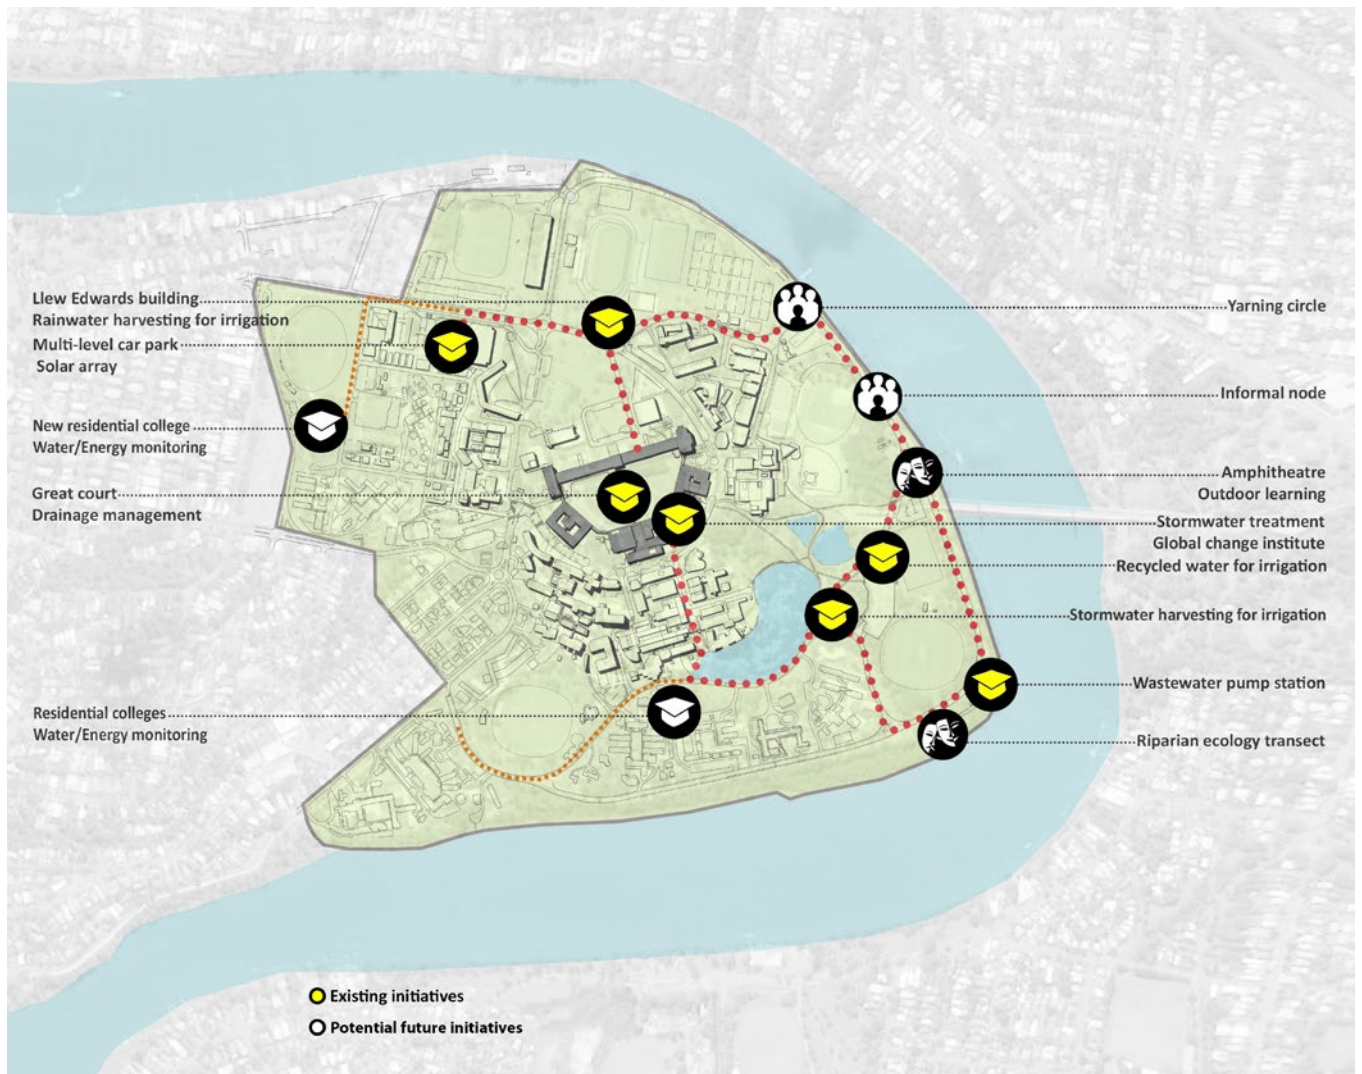 Llew Edwards building
Rainwater harvesting for irrigation
Multi-level car park
Solar array
New residential college
Water/Energy monitoring
Great court
Drainage management
Residential colleges
Water/Energy monitoring
Yarning circle
Informal node
Amphitheatre
Outdoor learning
Stormwater treatment
Global change institute
Recycled water for irrigation
Stormwater harvesting for irrigation
Wastewater pump station
Riparian ecology transect
Existing initiatives
Potential future initiatives